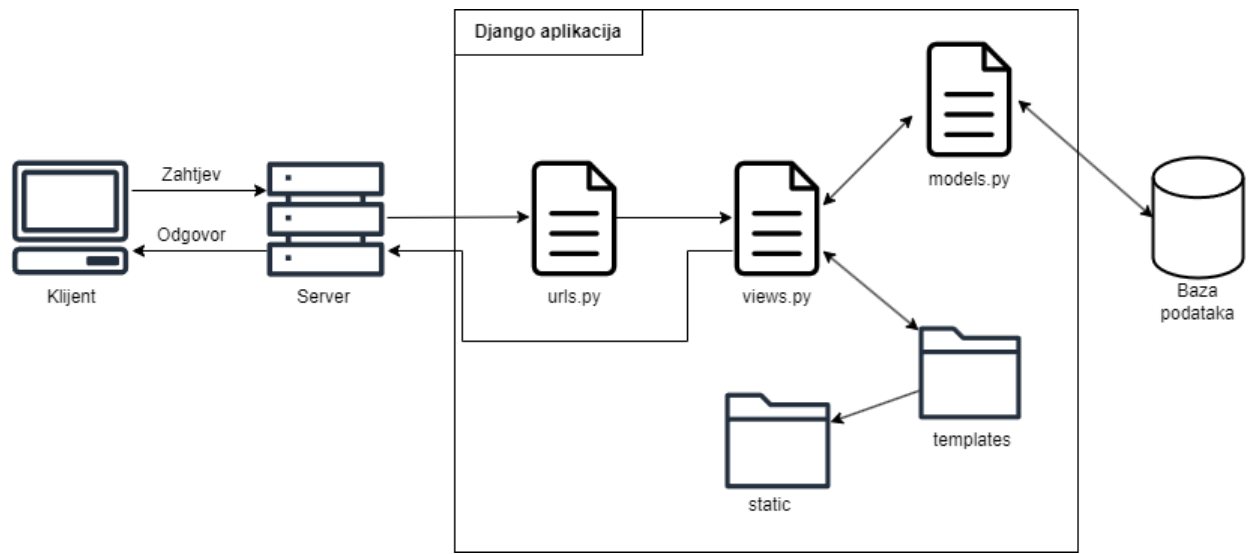 Django aplikacija
models.py
Zahtjev
Odgovor
Klijent
Server
urls.py
views.py
Baza
podataka
templates
static